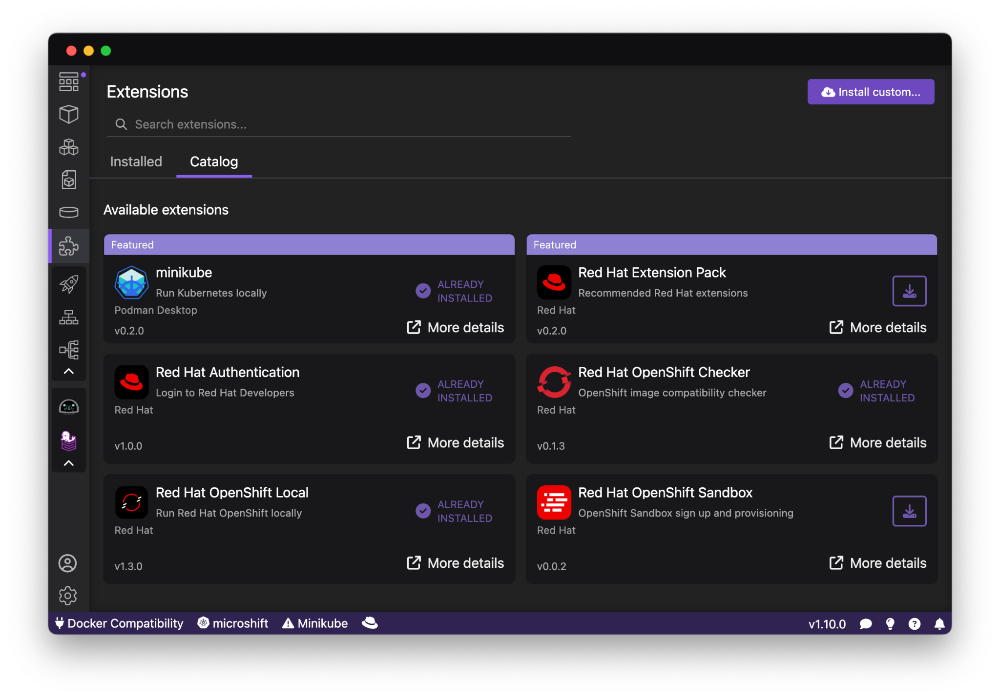 Extensions
Install custom...
Search extensions...
Installed
Catalog
Available extensions
Featured
minikube
Run Kubernetes locally
Podman Desktop
v0.2.0
ALREADY
INSTALLED
More details
Featured
Red Hat Extension Pack
Recommended Red Hat extensions
Red Hat
v0.2.0
More details
Red Hat Authentication
Login to Red Hat Developers
Red Hat
v1.0.0
ALREADY
INSTALLED
More details
Red Hat OpenShift Checker
OpenShift image compatibility checker
Red Hat
v0.1.3
ALREADY
INSTALLED
More details
Red Hat OpenShift Local
Run Red Hat OpenShift locally
Red Hat
v1.3.0
ALREADY
INSTALLED
More details
Red Hat OpenShift Sandbox
OpenShift Sandbox sign up and provisioning
Red Hat
v0.0.2
More details
Docker Compatibility
microshift
Minikube
v1.10.0